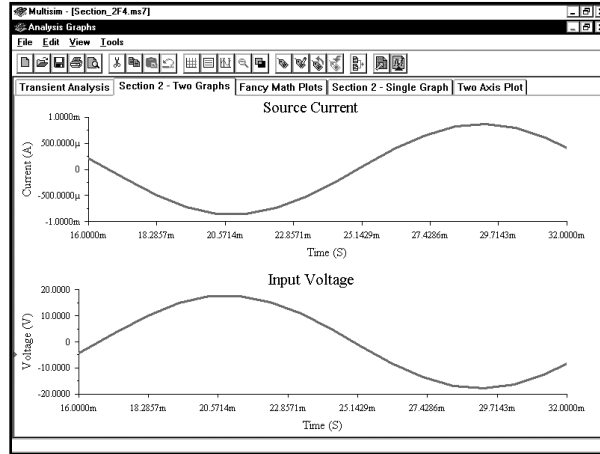 Multisim - [Section_2F4.ms7]
Analysis Graphs
File Edit View Tools
Transient Analysis Section 2 - Two Graphs Fancy Math Plots Section 2 - Single Graph Two Axis Plot
Source Current
1.0000m
500.0000µ
0
-500.0000µ
-1.0000m
Current (A)
16.0000m 18.2857m 20.5714m 22.8571m 25.1429m 27.4286m 29.7143m 32.0000m
Time (S)
Input Voltage
20.0000
10.0000
0
-10.0000
-20.0000
Voltage (V)
16.0000m 18.2857m 20.5714m 22.8571m 25.1429m 27.4286m 29.7143m 32.0000m
Time (S)